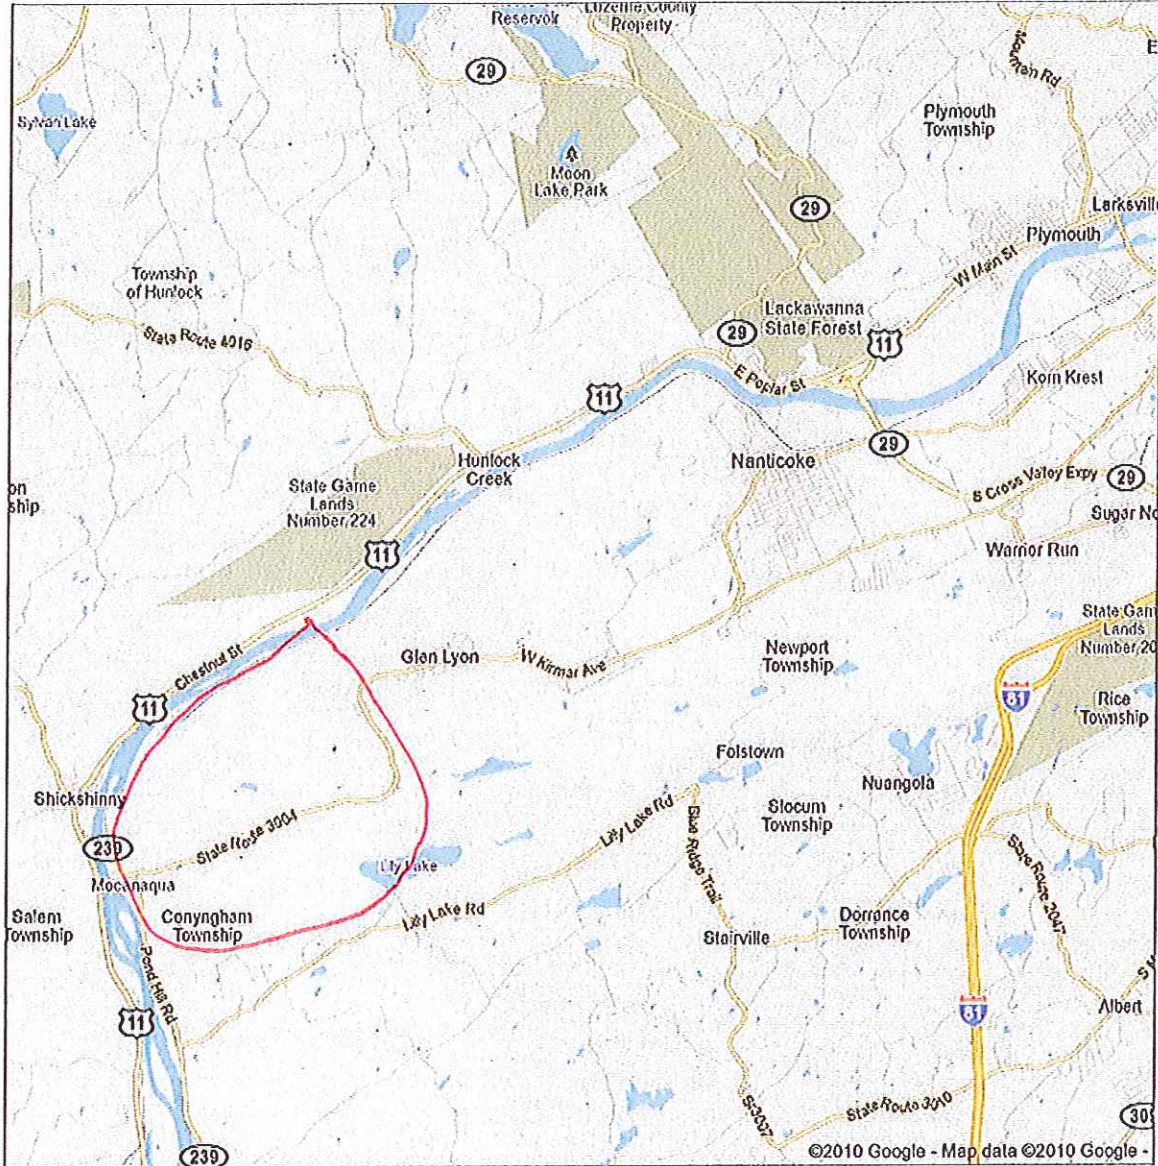 Reservoir
Luzerne County
Property
29
Sylvan Lake
Plymouth
Township
Moon
Lake Park
29
Larksville
Plymouth
W Main St
Township
of Hunlock
State Route 4016
Lackawanna
State Forest
29
11
E Poplar St
11
Korn Krest
29
Hunlock
Creek
Nanticoke
State Game
Lands
Number 224
S Cross Valley Expy
29
on
ship
Sugar No
11
Warrior Run
State Gam
Lands
Number 20
Chestnut St
Glen Lyon
W Kirmar Ave
Newport
Township
81
Rice
Township
11
Folstown
Nuangola
Shickshinny
Slocum
Township
Lily Lake Rd
Blue Ridge Trail
State Route 3004
239
Lily Lake
State Route 2047
Mocanaqua
Salem
Township
Conyngham
Township
Lily Lake Rd
Dorrance
Township
Stairville
Pond Hill Rd
11
81
Albert
S M
State Route 3010
30
239
©2010 Google - Map data ©2010 Google -